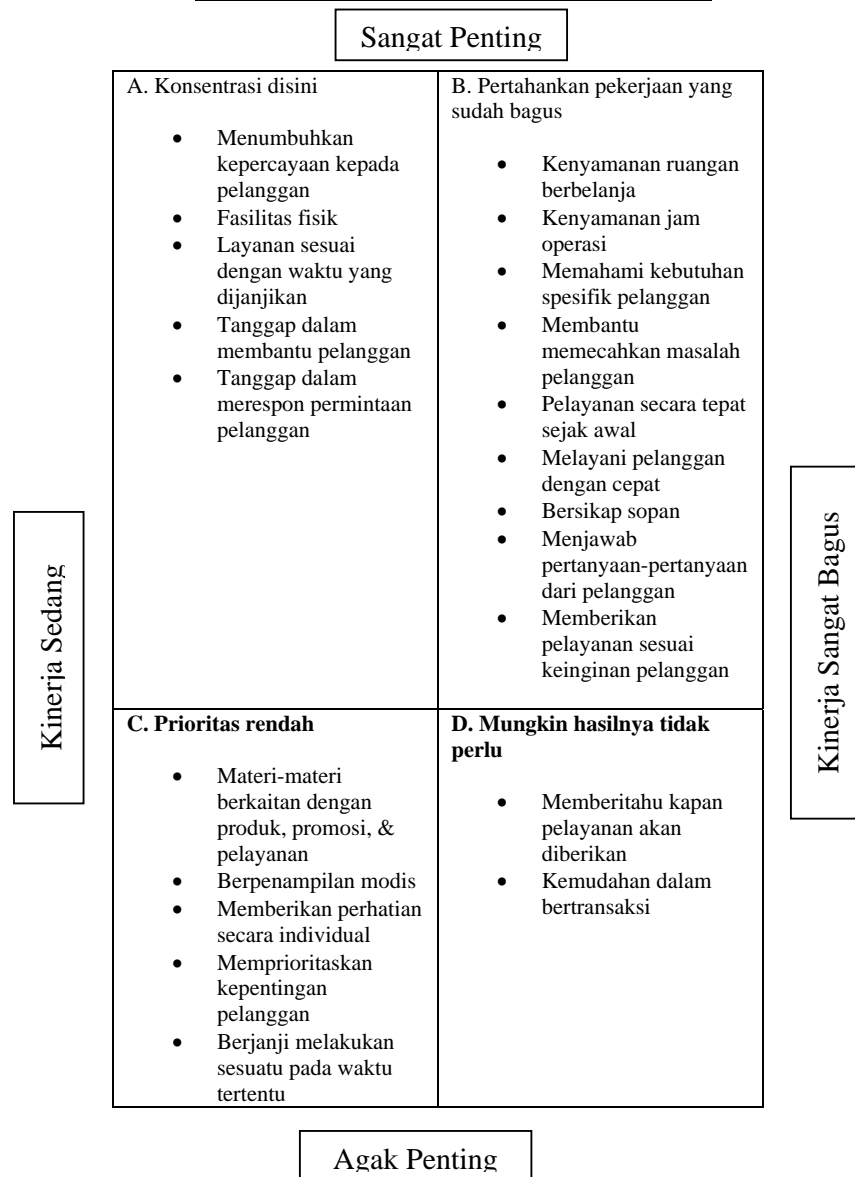 Sangat Penting
A. Konsentrasi disini
• Menumbuhkan
kepercayaan kepada
pelanggan
• Fasilitas fisik
• Layanan sesuai
dengan waktu yang
dijanjikan
• Tanggap dalam
membantu pelanggan
• Tanggap dalam
merespon permintaan
pelanggan
B. Pertahankan pekerjaan yang
sudah bagus
• Kenyamanan ruangan
berbelanja
• Kenyamanan jam
operasi
• Memahami kebutuhan
spesifik pelanggan
• Membantu
memecahkan masalah
pelanggan
• Pelayanan secara tepat
sejak awal
• Melayani pelanggan
dengan cepat
• Bersikap sopan
• Menjawab
pertanyaan-pertanyaan
dari pelanggan
• Memberikan
pelayanan sesuai
keinginan pelanggan
Kinerja Sedang
Kinerja Sangat Bagus
C. Prioritas rendah
• Materi-materi
berkaitan dengan
produk, promosi, &
pelayanan
• Berpenampilan modis
• Memberikan perhatian
secara individual
• Memprioritaskan
kepentingan
pelanggan
• Berjanji melakukan
sesuatu pada waktu
tertentu
D. Mungkin hasilnya tidak
perlu
• Memberitahu kapan
pelayanan akan
diberikan
• Kemudahan dalam
bertransaksi
Agak Penting